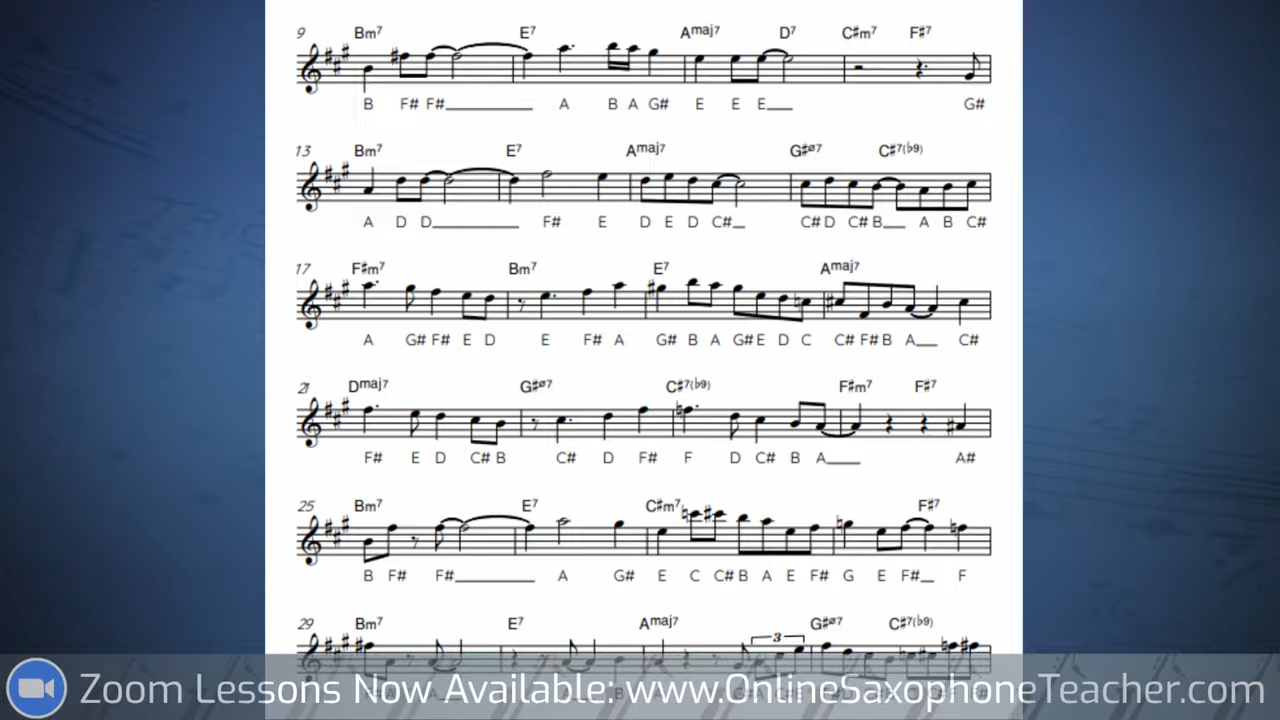 9 Bm7 E7 Amaj7 D7 C#m7 F#7
B F# F# A B A G# E E E G#
13 Bm7 E7 Amaj7 G#ø7 C#7(b9)
A D D F# E D E D C# C# D C# B A B C#
17 F#m7 Bm7 E7 Amaj7
A G# F# E D E F# A G# B A G# E D C C# F# B A C#
21 Dmaj7 G#ø7 C#7(b9) F#m7 F#7
F# E D C# B C# D F# F D C# B A A#
25 Bm7 E7 C#m7 F#7
B F# F# A G# E C C# B A E F# G E F# F
29 Bm7 E7 Amaj7 G#ø7 C#7(b9)
3
Zoom Lessons Now Available: www.OnlineSaxophoneTeacher.com